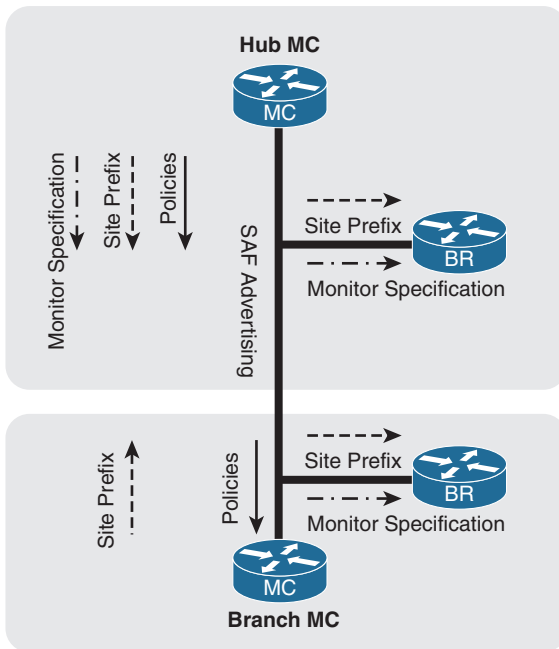 Hub MC
MC
Monitor Specification
Site Prefix
Policies
SAF Advertising
Site Prefix
BR
Monitor Specification
Site Prefix
Policies
Site Prefix
BR
Monitor Specification
MC
Branch MC